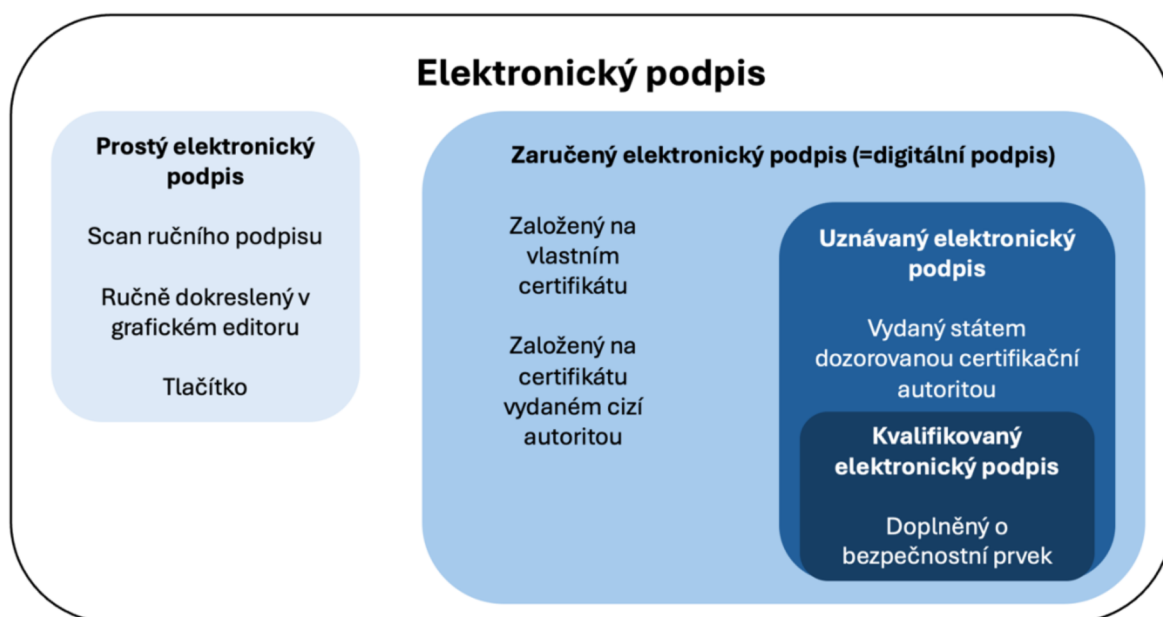 Elektronický podpis
Prostý elektronický
podpis
Scan ručního podpisu
Ručně dokreslený v
grafickém editoru
Tlačítko
Zaručený elektronický podpis (=digitální podpis)
Založený na
vlastním
certifikátu
Založený na
certifikátu
vydaném cizí
autoritou
Uznávaný elektronický
podpis
Vydaný státem
dozorovanou certifikační
autoritou
Kvalifikovaný
elektronický podpis
Doplněný o
bezpečnostní prvek